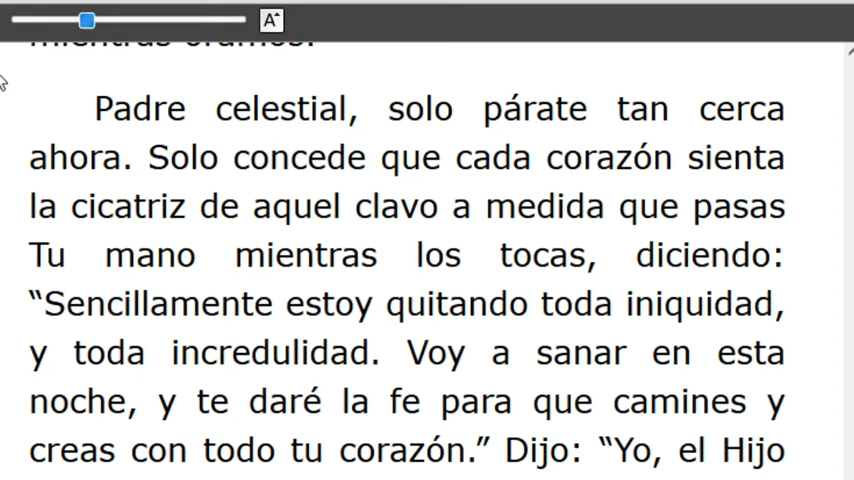 A
mientras oramos.
Padre celestial, solo párate tan cerca
ahora. Solo concede que cada corazón sienta
la cicatriz de aquel clavo a medida que pasas
Tu mano mientras los tocas, diciendo:
“Sencillamente estoy quitando toda iniquidad,
y toda incredulidad. Voy a sanar en esta
noche, y te daré la fe para que camines y
creas con todo tu corazón.” Dijo: “Yo, el Hijo